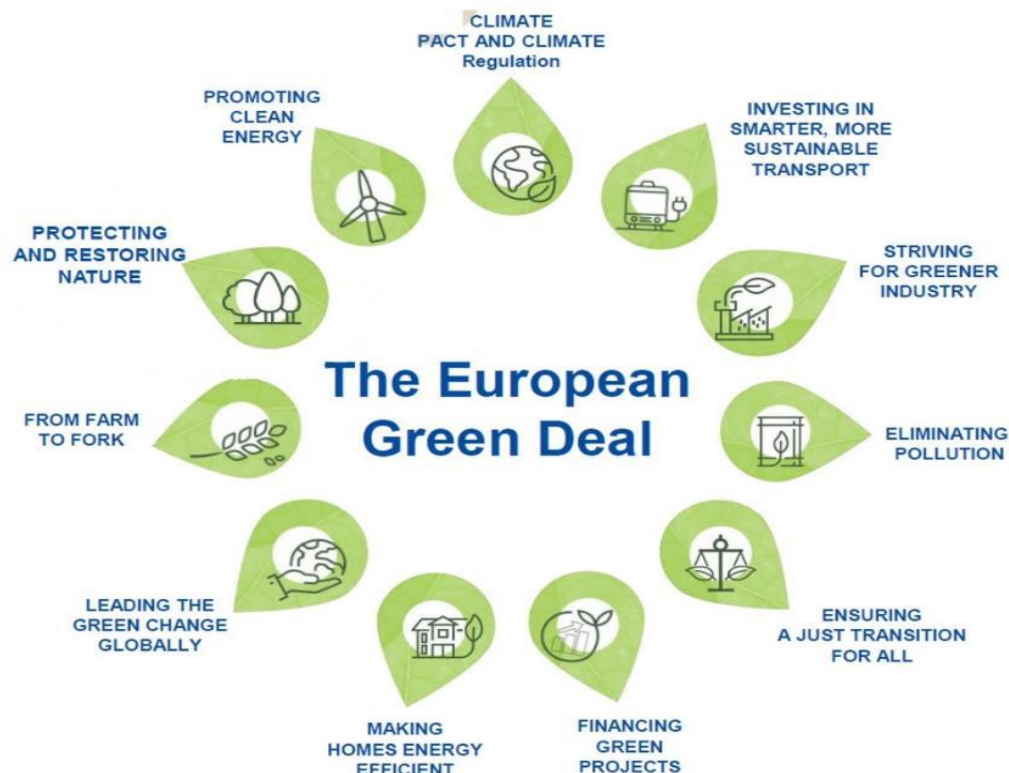 CLIMATE
PACT AND CLIMATE
Regulation
PROMOTING
CLEAN
ENERGY
INVESTING IN
SMARTER, MORE
SUSTAINABLE
TRANSPORT
PROTECTING
AND RESTORING
NATURE
STRIVING
FOR GREENER
INDUSTRY
The European
Green Deal
FROM FARM
TO FORK
ELIMINATING
POLLUTION
LEADING THE
GREEN CHANGE
GLOBALLY
ENSURING
A JUST TRANSITION
FOR ALL
MAKING
HOMES ENERGY
EFFICIENT
FINANCING
GREEN
PROJECTS